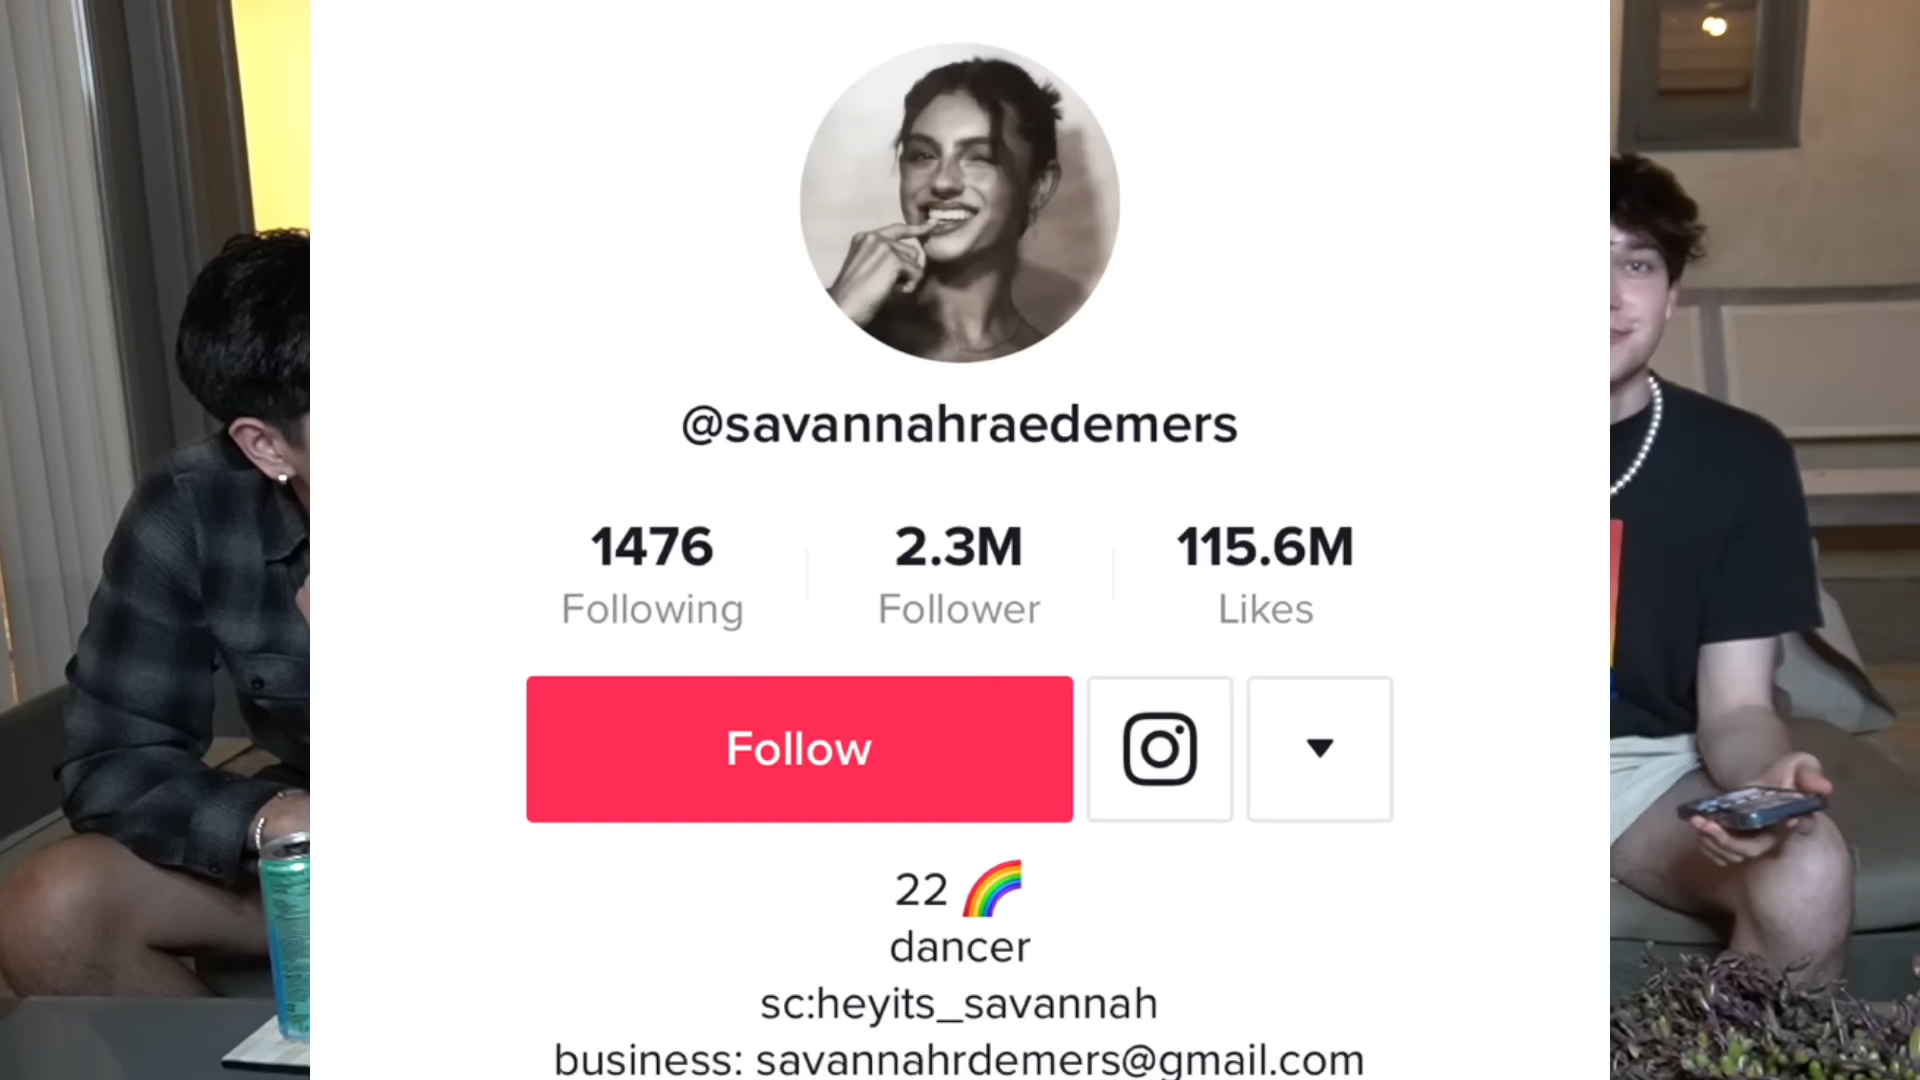 @savannahraedemers
1476
Following
2.3M
Follower
115.6M
Likes
Follow
22 🌈
dancer
sc:heyits_savannah
business: savannahrdemers@gmail.com